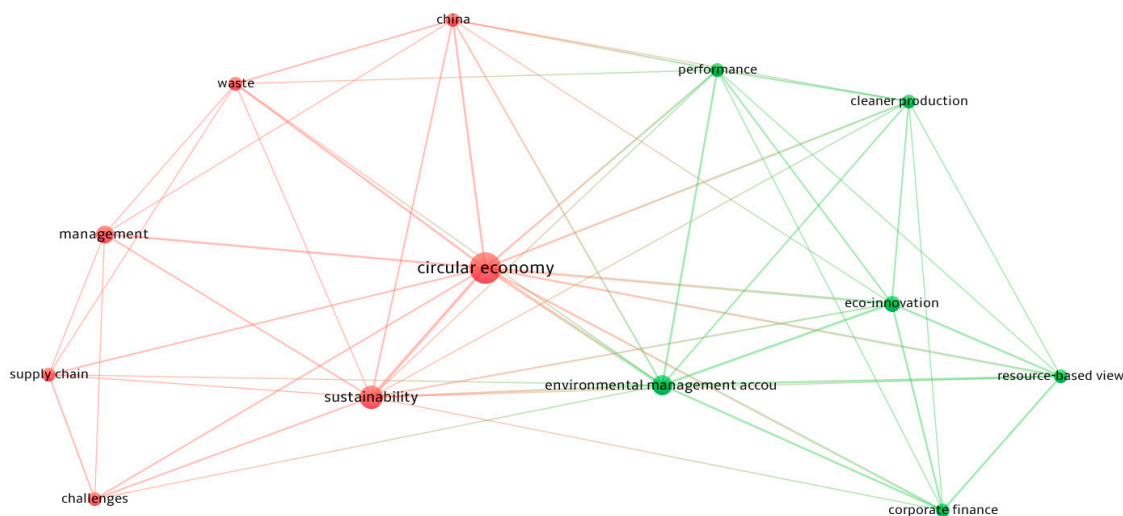 china
performance
waste
cleaner production
management
circular economy
eco-innovation
supply chain
resource-based view
environmental management accou
sustainability
challenges
corporate finance